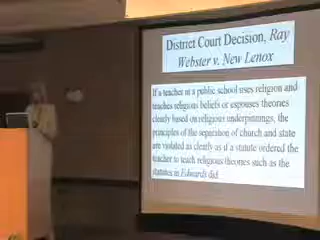 District Court Decision, Ray
Webster v. New Lenox
If a teacher in a public school uses religion and
teaches religious beliefs or espouses theories
clearly based on religious underpinnings, the
principles of the separation of church and state
are violated as clearly as if a statute ordered the
teacher to teach religious theories such as the
statutes in Edwards did.